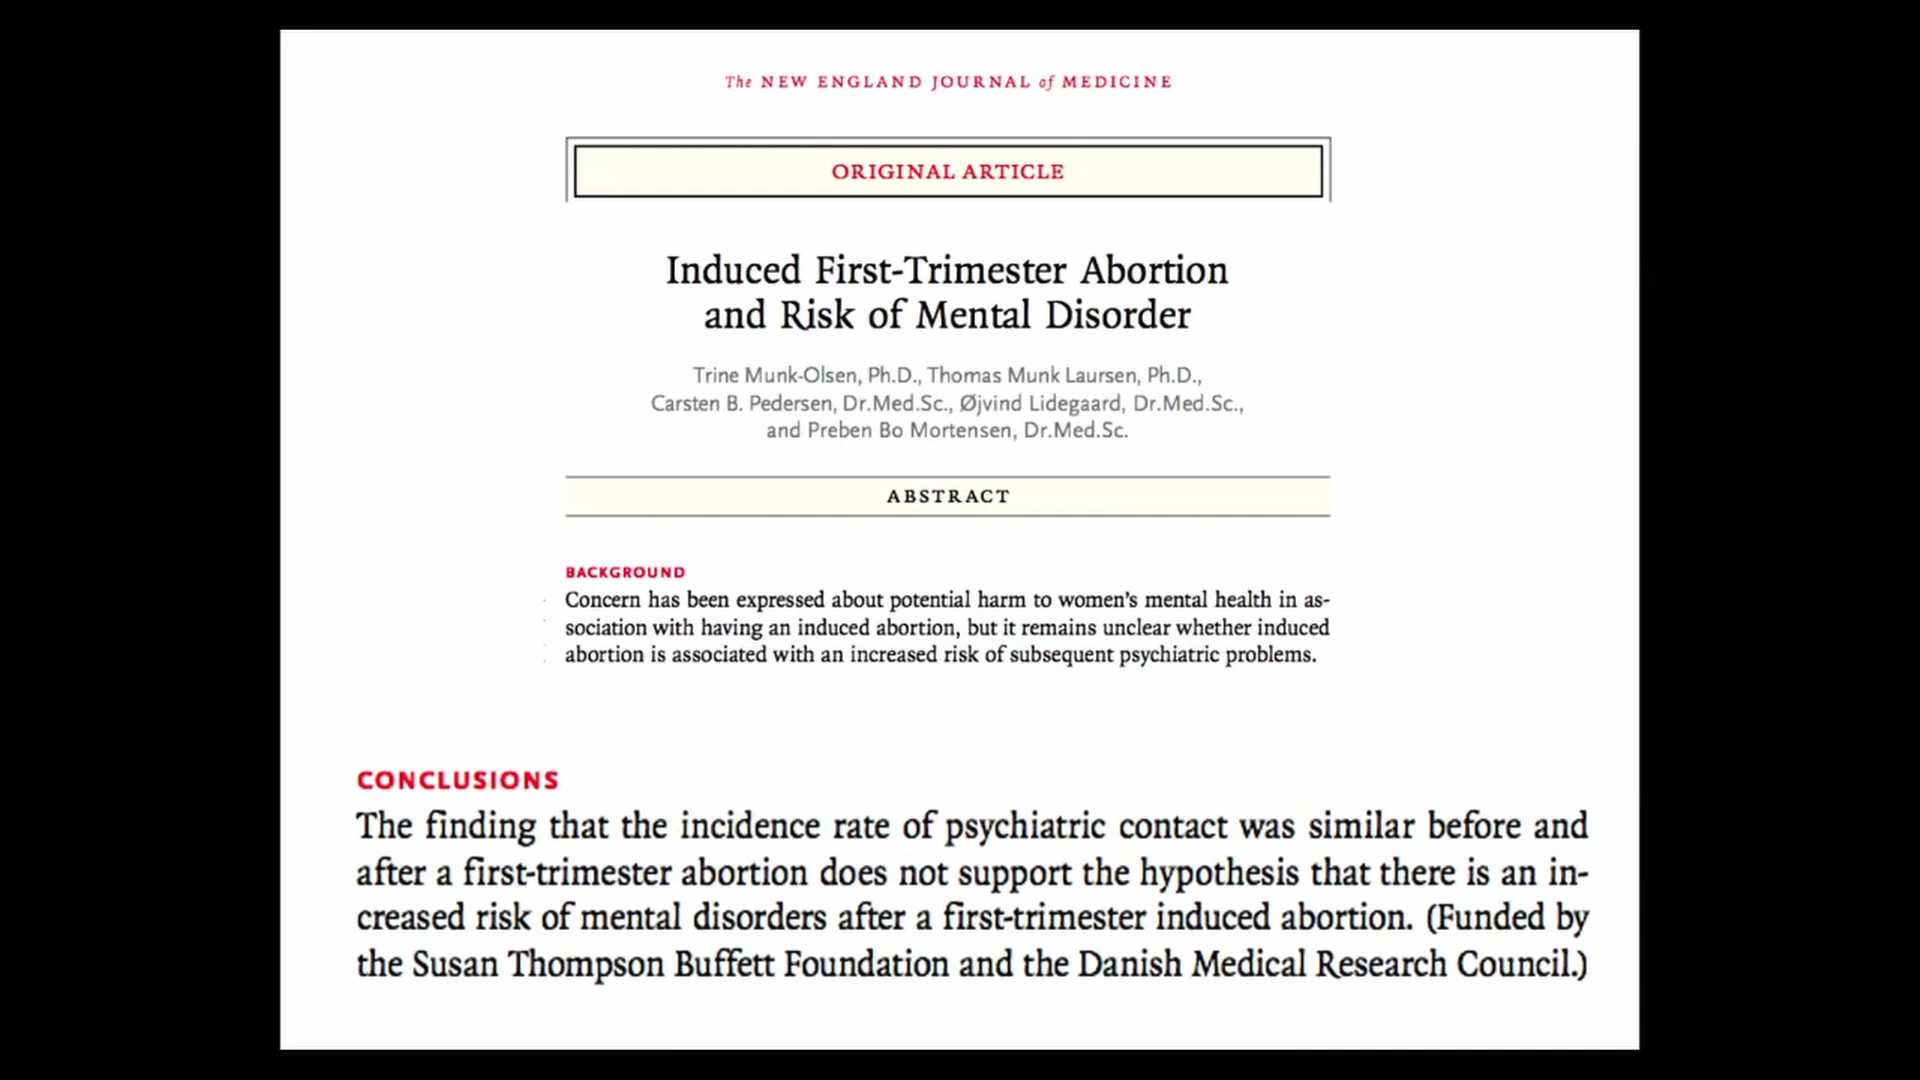 The NEW ENGLAND JOURNAL of MEDICINE
ORIGINAL ARTICLE
Induced First-Trimester Abortion
and Risk of Mental Disorder
Trine Munk-Olsen, Ph.D., Thomas Munk Laursen, Ph.D.,
Carsten B. Pedersen, Dr.Med.Sc., Øjvind Lidegaard, Dr.Med.Sc.,
and Preben Bo Mortensen, Dr.Med.Sc.
ABSTRACT
BACKGROUND
Concern has been expressed about potential harm to women's mental health in as-
sociation with having an induced abortion, but it remains unclear whether induced
abortion is associated with an increased risk of subsequent psychiatric problems.
CONCLUSIONS
The finding that the incidence rate of psychiatric contact was similar before and
after a first-trimester abortion does not support the hypothesis that there is an in-
creased risk of mental disorders after a first-trimester induced abortion. (Funded by
the Susan Thompson Buffett Foundation and the Danish Medical Research Council.)